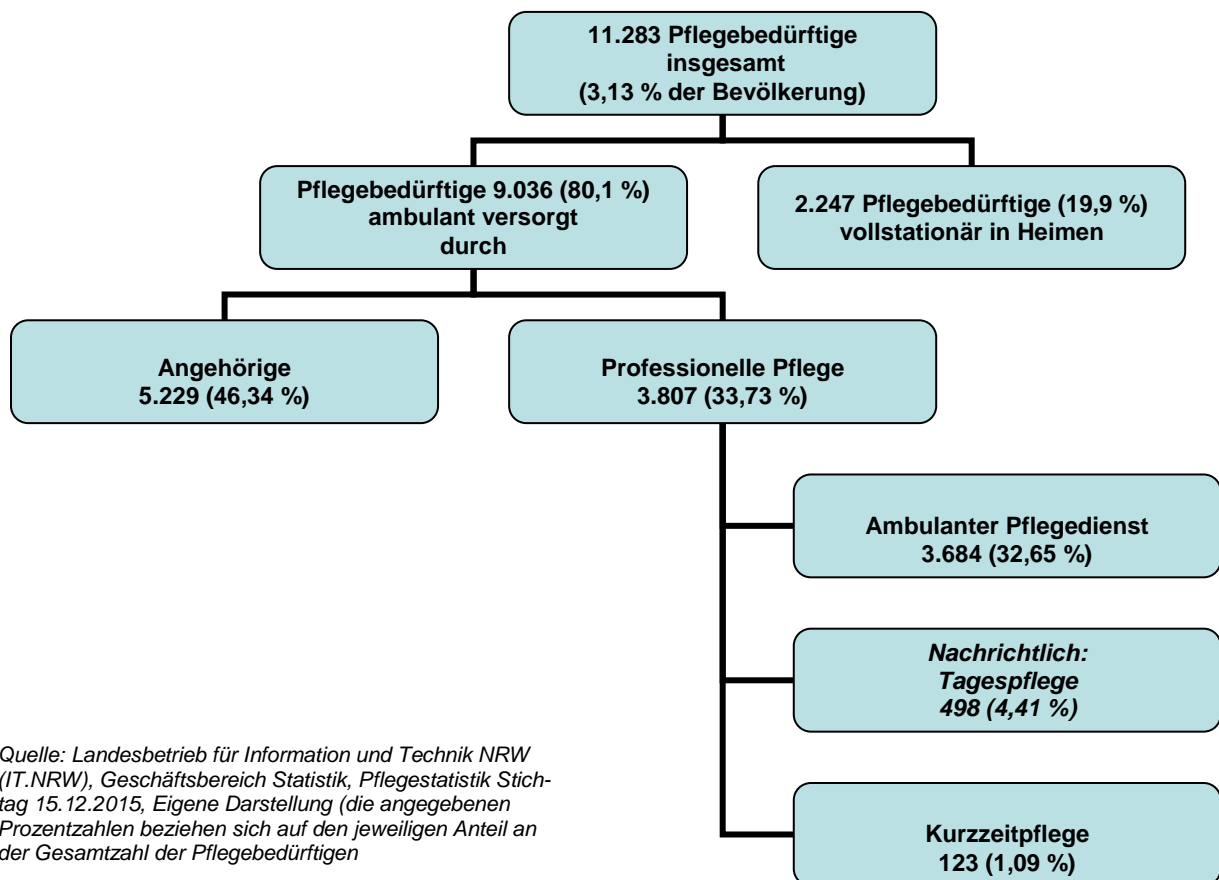 11.283 Pflegebedürftige
insgesamt
(3,13 % der Bevölkerung)
Pflegebedürftige 9.036 (80,1 %)
ambulant versorgt
durch
2.247 Pflegebedürftige (19,9 %)
vollstationär in Heimen
Angehörige
5.229 (46,34 %)
Professionelle Pflege
3.807 (33,73 %)
Ambulanter Pflegedienst
3.684 (32,65 %)
Nachrichtlich:
Tagespflege
498 (4,41 %)
Kurzzeitpflege
123 (1,09 %)
Quelle: Landesbetrieb für Information und Technik NRW
(IT.NRW), Geschäftsbereich Statistik, Pflegestatistik Stich-
tag 15.12.2015, Eigene Darstellung (die angegebenen
Prozentzahlen beziehen sich auf den jeweiligen Anteil an
der Gesamtzahl der Pflegebedürftigen